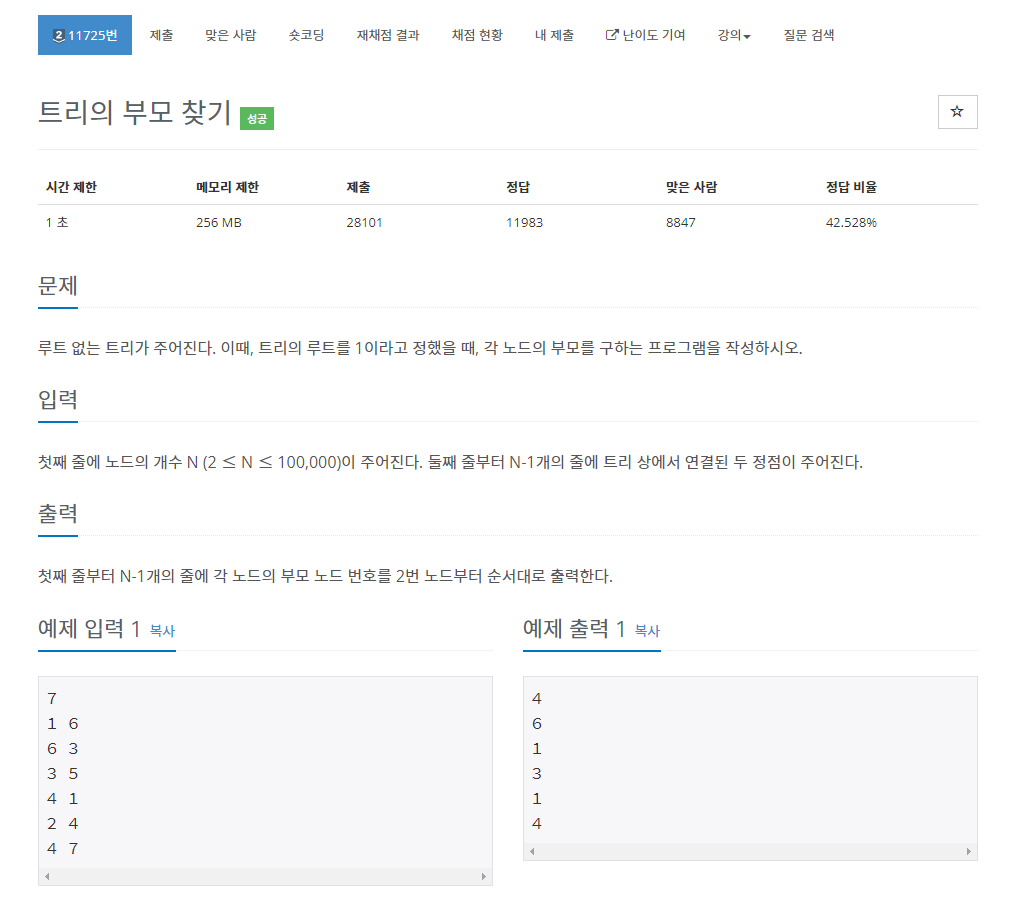 2 11725번 제출 맞은 사람 숏코딩 재채점 결과 채점 현황 내 제출 난이도 기여 강의 질문 검색
트리의 부모 찾기 성공
시간 제한 메모리 제한 제출 정답 맞은 사람 정답 비율
1 초 256 MB 28101 11983 8847 42.528%
문제
루트 없는 트리가 주어진다. 이때, 트리의 루트를 1이라고 정했을 때, 각 노드의 부모를 구하는 프로그램을 작성하시오.
입력
첫째 줄에 노드의 개수 N (2 ≤ N ≤ 100,000)이 주어진다. 둘째 줄부터 N-1개의 줄에 트리 상에서 연결된 두 정점이 주어진다.
출력
첫째 줄부터 N-1개의 줄에 각 노드의 부모 노드 번호를 2번 노드부터 순서대로 출력한다.
예제 입력 1 복사
7
1 6
6 3
3 5
4 1
2 4
4 7
예제 출력 1 복사
4
6
1
3
1
4